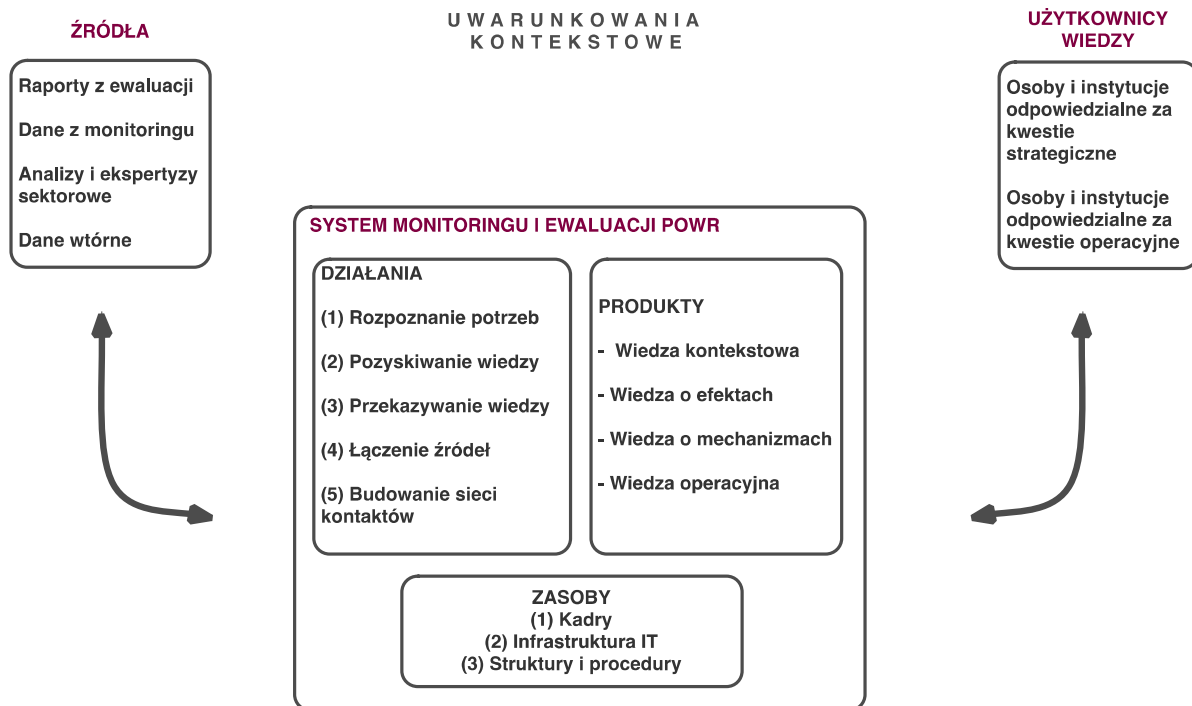 ŹRÓDŁA
Raporty z ewaluacji
Dane z monitoringu
Analizy i ekspertyzy
sektorowe
Dane wtórne
UWARUNKOWANIA
KONTEKSTOWE
UŻYTKOWNICY
WIEDZY
Osoby i instytucje
odpowiedzialne za
kwestie
strategiczne
Osoby i instytucje
odpowiedzialne za
kwestie operacyjne
SYSTEM MONITORINGU I EWALUACJI POWR
DZIAŁANIA
(1) Rozpoznanie potrzeb
(2) Pozyskiwanie wiedzy
(3) Przekazywanie wiedzy
(4) Łączenie źródeł
(5) Budowanie sieci
kontaktów
PRODUKTY
- Wiedza kontekstowa
- Wiedza o efektach
- Wiedza o mechanizmach
- Wiedza operacyjna
ZASOBY
(1) Kadry
(2) Infrastruktura IT
(3) Struktury i procedury